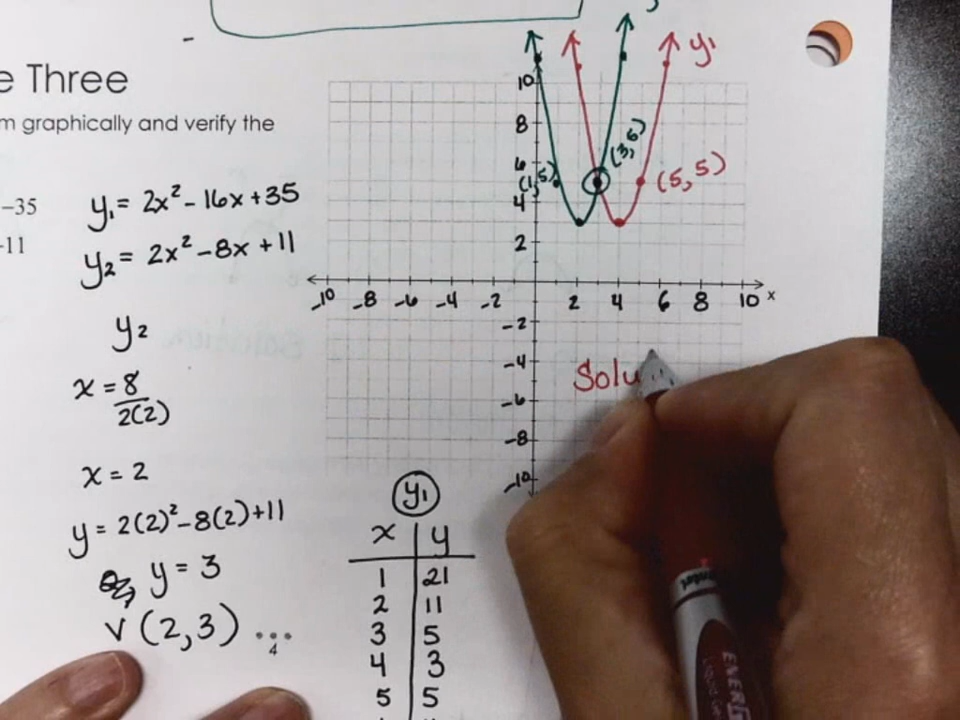 e Three
m graphically and verify the
–35
-11
y₁ = 2x² - 16x + 35
y₂ = 2x² - 8x + 11
y₂
x = 8
2(2)
x = 2
y = 2(2)² - 8(2) + 11
y = 3
V (2,3) ...
4
y₁
x y
1 21
2 11
3 5
4 3
5 5
y₁
10
8
6
4
2
(1,5)
(3,5)
(5,5)
-10 -8 -6 -4 -2 2 4 6 8 10 x
-2
-4
-6
-8
-10
Solu